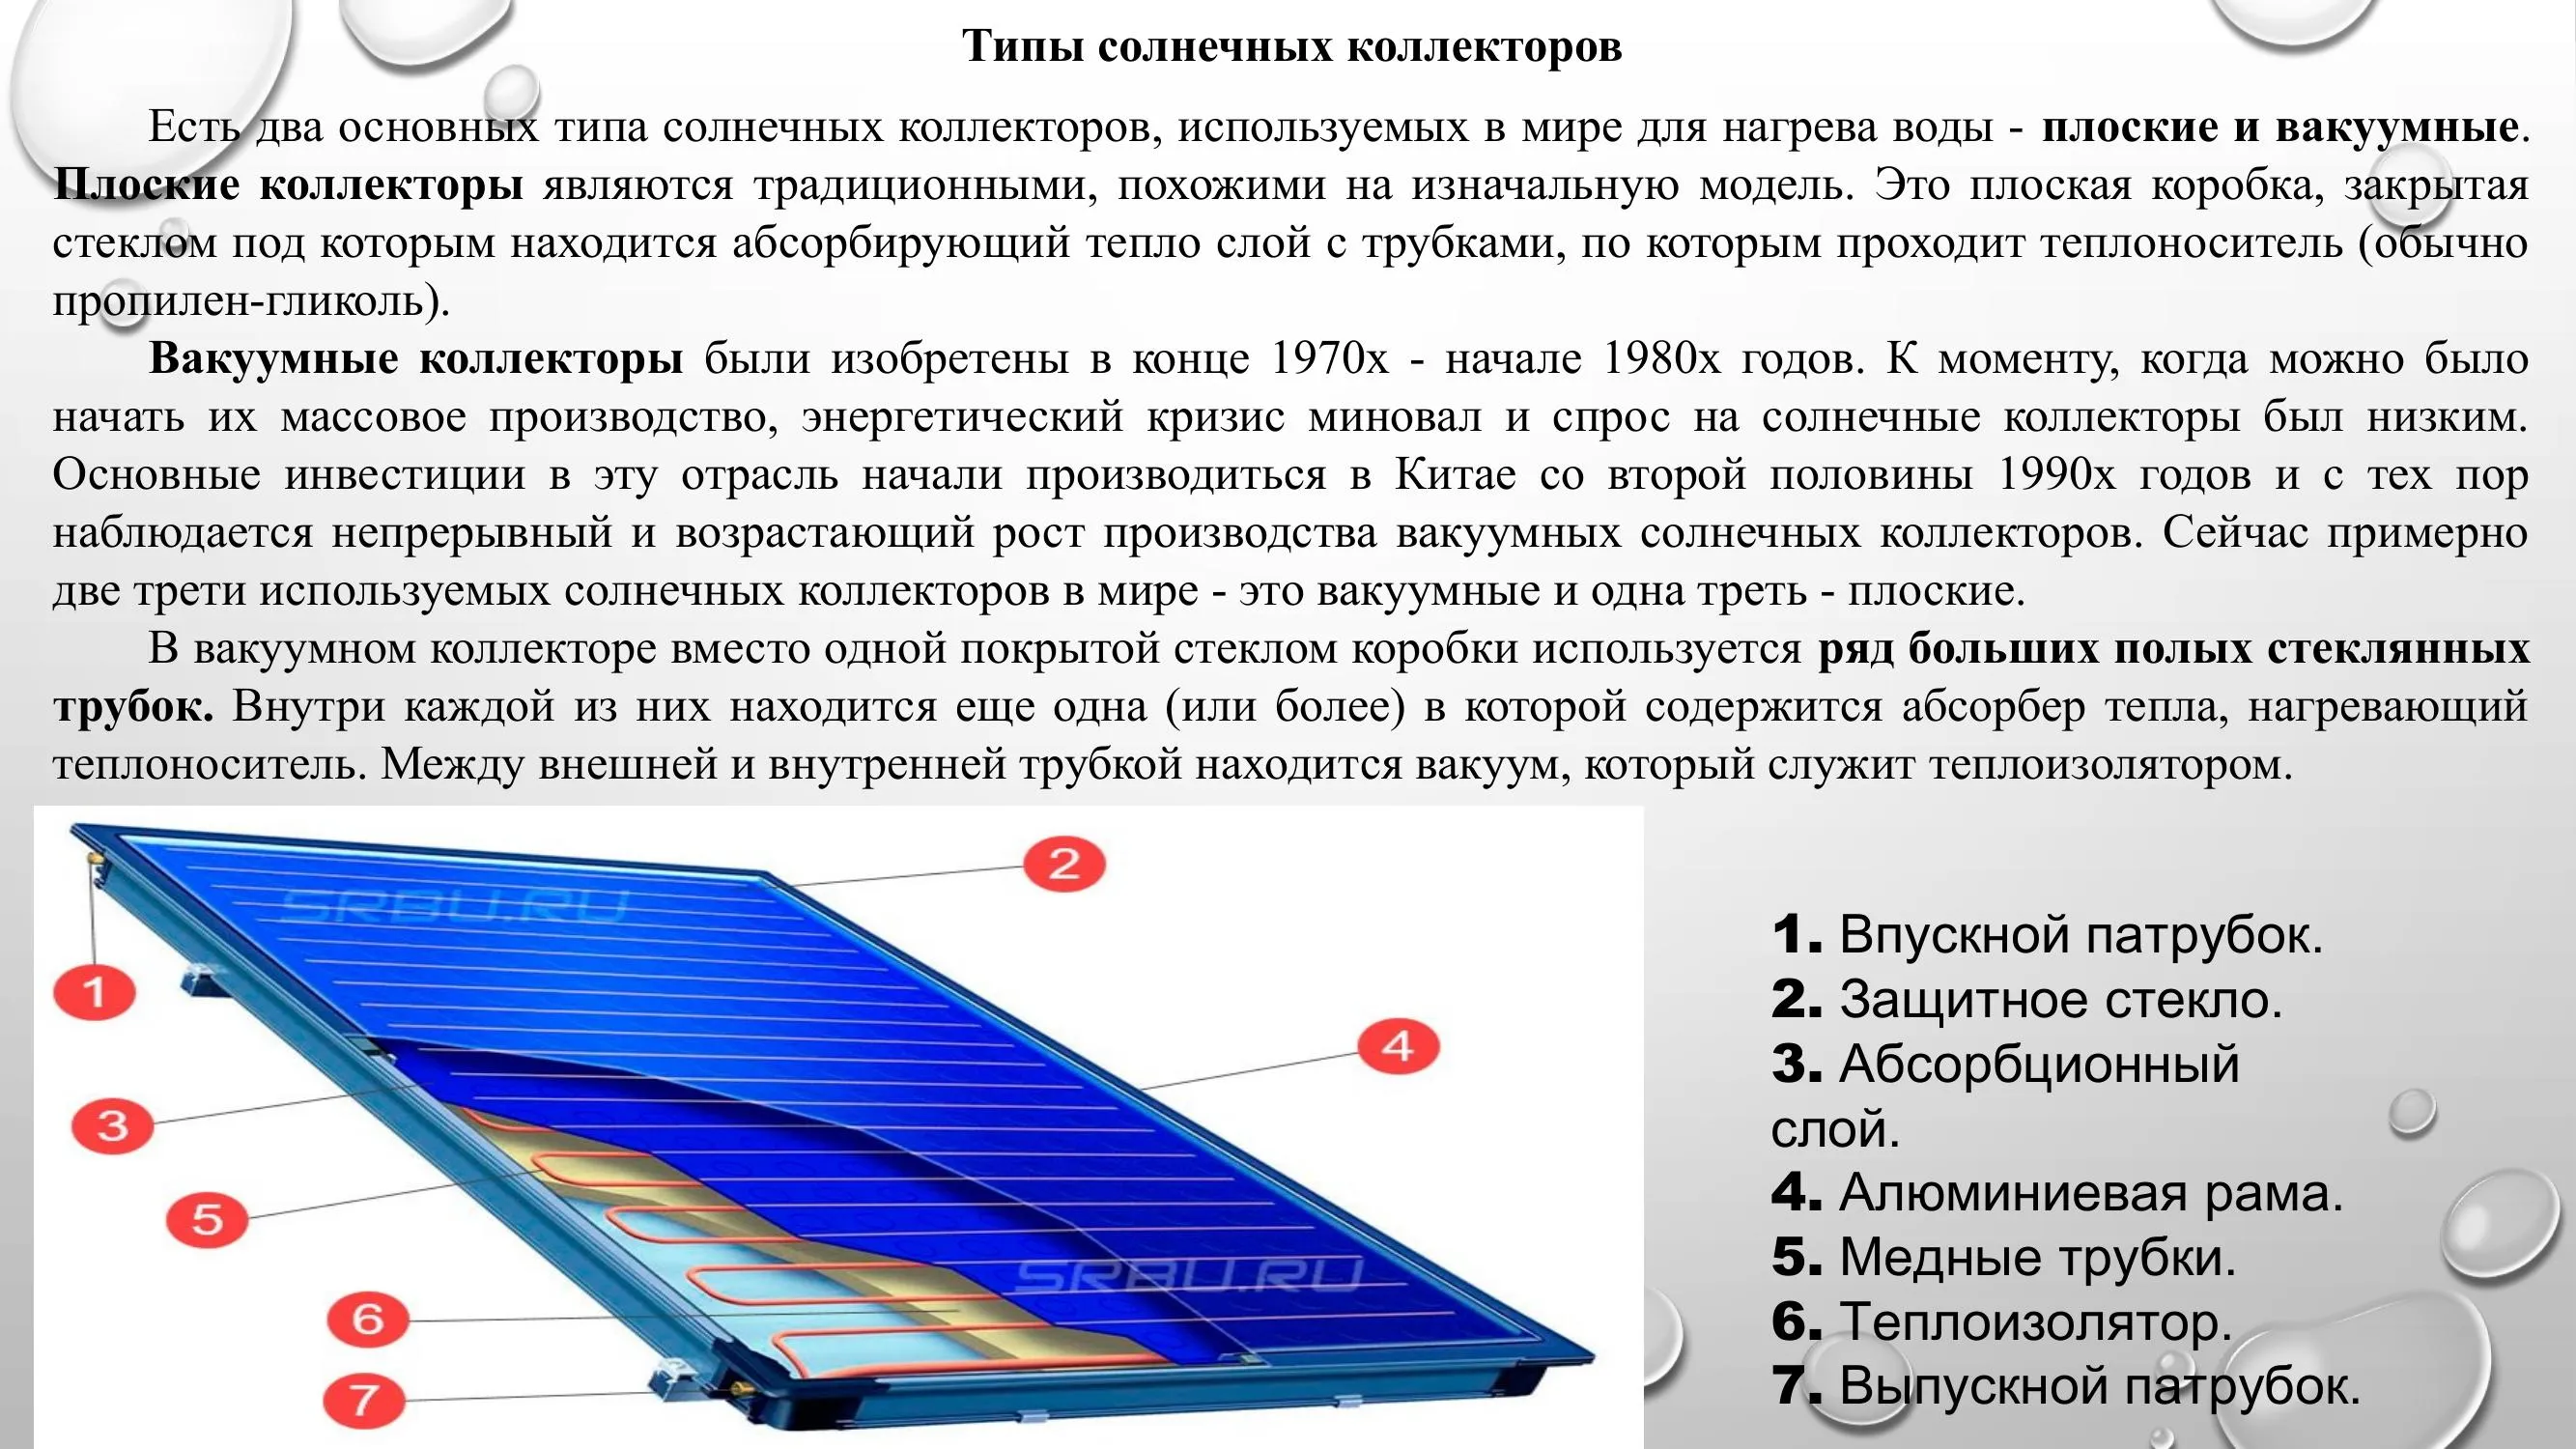 Типы солнечных коллекторов
Есть два основных типа солнечных коллекторов, используемых в мире для нагрева воды - плоские и вакуумные.
Плоские коллекторы являются традиционными, похожими на изначальную модель. Это плоская коробка, закрытая
стеклом под которым находится абсорбирующий тепло слой с трубками, по которым проходит теплоноситель (обычно
пропилен-гликоль).
Вакуумные коллекторы были изобретены в конце 1970х - начале 1980х годов. К моменту, когда можно было
начать их массовое производство, энергетический кризис миновал и спрос на солнечные коллекторы был низким.
Основные инвестиции в эту отрасль начали производиться в Китае со второй половины 1990х годов и с тех пор
наблюдается непрерывный и возрастающий рост производства вакуумных солнечных коллекторов. Сейчас примерно
две трети используемых солнечных коллекторов в мире - это вакуумные и одна треть - плоские.
В вакуумном коллекторе вместо одной покрытой стеклом коробки используется ряд больших полых стеклянных
трубок. Внутри каждой из них находится еще одна (или более) в которой содержится абсорбер тепла, нагревающий
теплоноситель. Между внешней и внутренней трубкой находится вакуум, который служит теплоизолятором.
2
SRBU.RU
1
4
3
5
SRBU.RU
6
7
1. Впускной патрубок.
2. Защитное стекло.
3. Абсорбционный
слой.
4. Алюминиевая рама.
5. Медные трубки.
6. Теплоизолятор.
7. Выпускной патрубок.